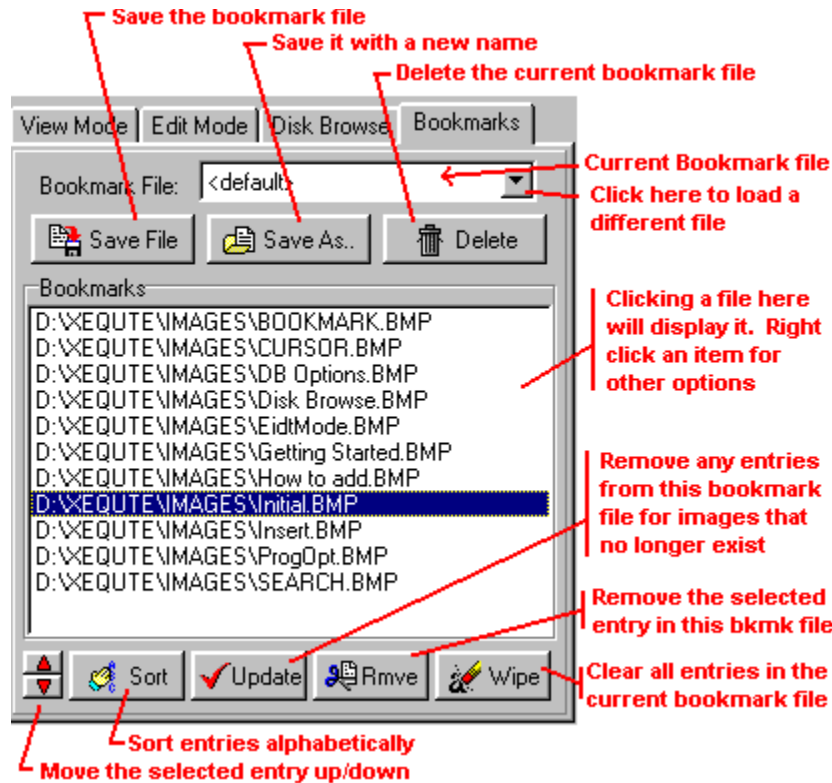 Save the bookmark file
Save it with a new name
Delete the current bookmark file
View Mode
Edit Mode
Disk Browse
Bookmarks
Bookmark File:
<default>
Current Bookmark file
Click here to load a
different file
Save File
Save As..
Delete
Bookmarks
D:\XEQUTE\IMAGES\BOOKMARK.BMP
D:\XEQUTE\IMAGES\CURSOR.BMP
D:\XEQUTE\IMAGES\DB Options.BMP
D:\XEQUTE\IMAGES\Disk Browse.BMP
D:\XEQUTE\IMAGES\EidtMode.BMP
D:\XEQUTE\IMAGES\Getting Started.BMP
D:\XEQUTE\IMAGES\How to add.BMP
D:\XEQUTE\IMAGES\Initial.BMP
D:\XEQUTE\IMAGES\Insert.BMP
D:\XEQUTE\IMAGES\ProgOpt.BMP
D:\XEQUTE\IMAGES\SEARCH.BMP
Clicking a file here
will display it. Right
click an item for
other options
Remove any entries
from this bookmark
file for images that
no longer exist
Remove the selected
entry in this bkmk file
Sort
Update
Rmve
Wipe
Clear all entries in the
current bookmark file
Sort entries alphabetically
Move the selected entry up/down